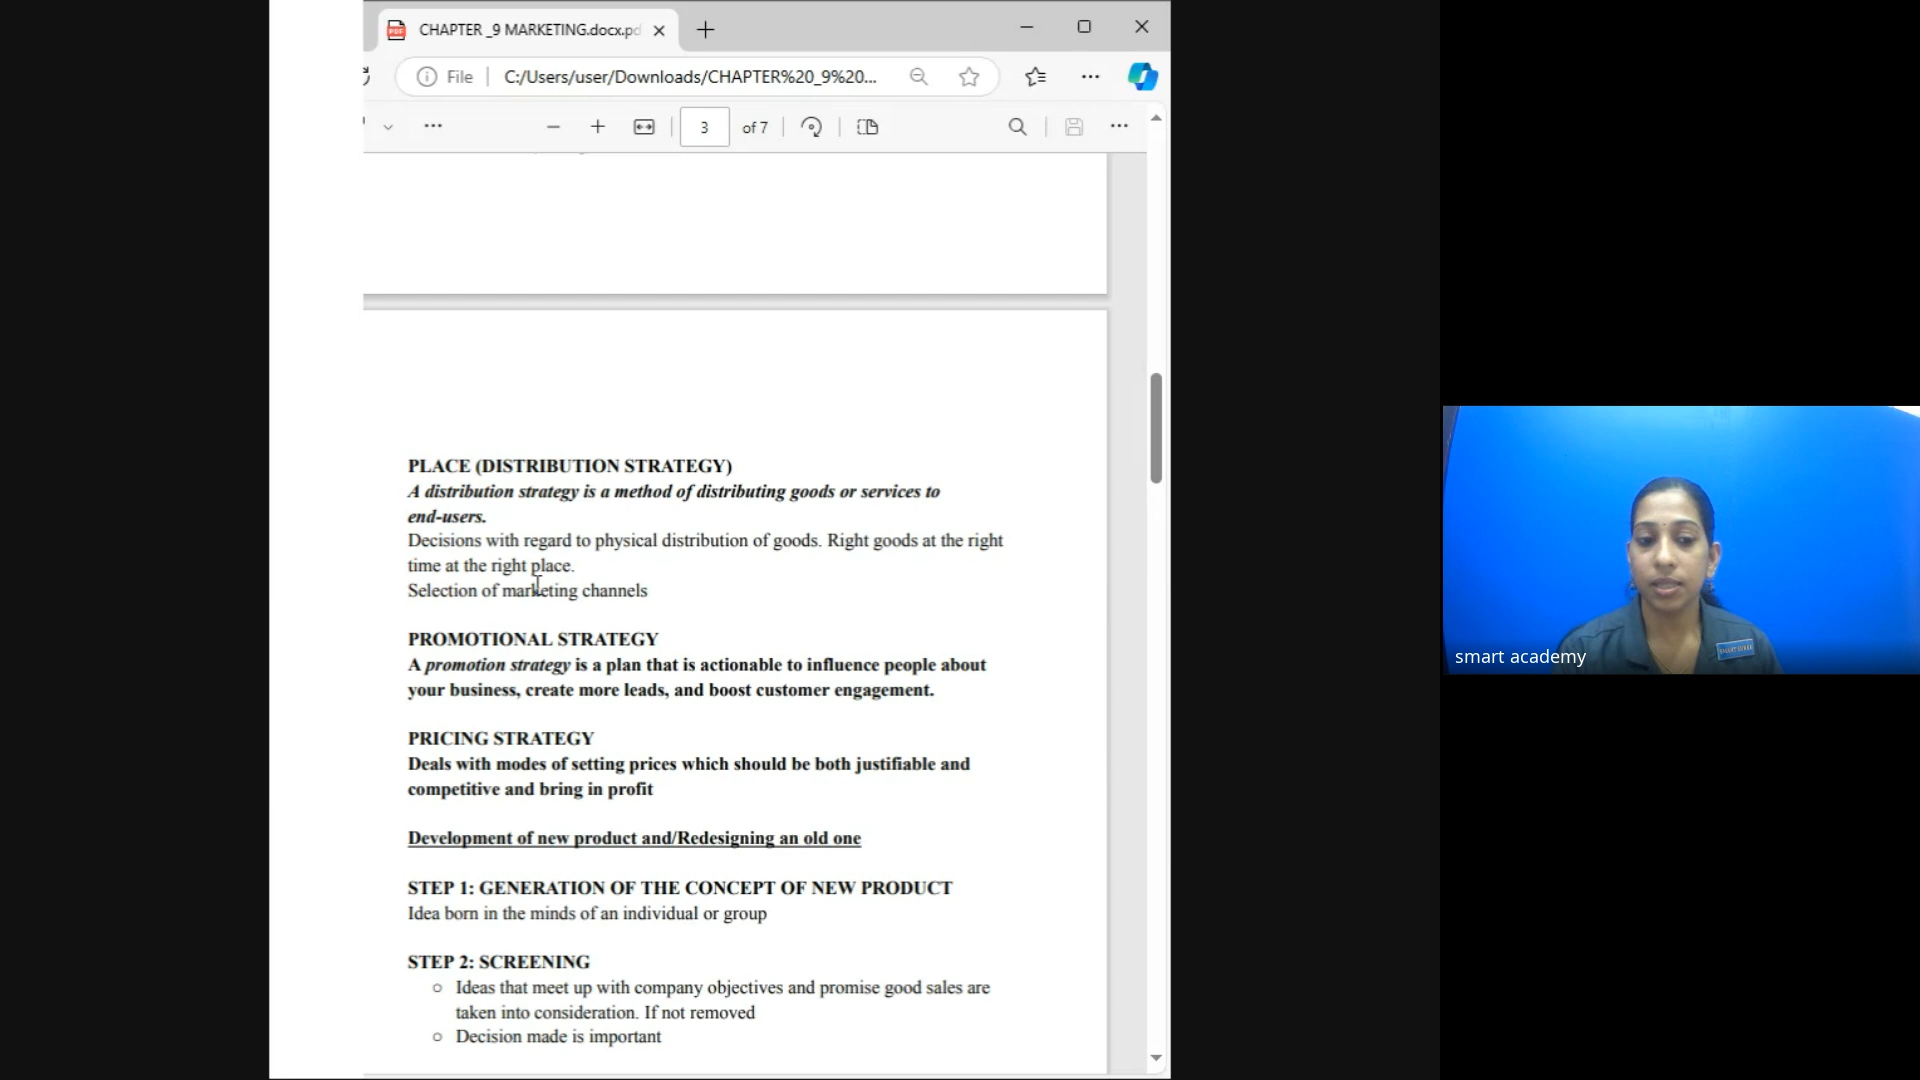 CHAPTER _9 MARKETING.docx.pd
File
C:/Users/user/Downloads/CHAPTER%20_9%20...
3 of 7
PLACE (DISTRIBUTION STRATEGY)
A distribution strategy is a method of distributing goods or services to
end-users.
Decisions with regard to physical distribution of goods. Right goods at the right
time at the right place.
Selection of marketing channels
PROMOTIONAL STRATEGY
A promotion strategy is a plan that is actionable to influence people about
your business, create more leads, and boost customer engagement.
PRICING STRATEGY
Deals with modes of setting prices which should be both justifiable and
competitive and bring in profit
Development of new product and/Redesigning an old one
STEP 1: GENERATION OF THE CONCEPT OF NEW PRODUCT
Idea born in the minds of an individual or group
STEP 2: SCREENING
○ Ideas that meet up with company objectives and promise good sales are
taken into consideration. If not removed
○ Decision made is important
smart academy